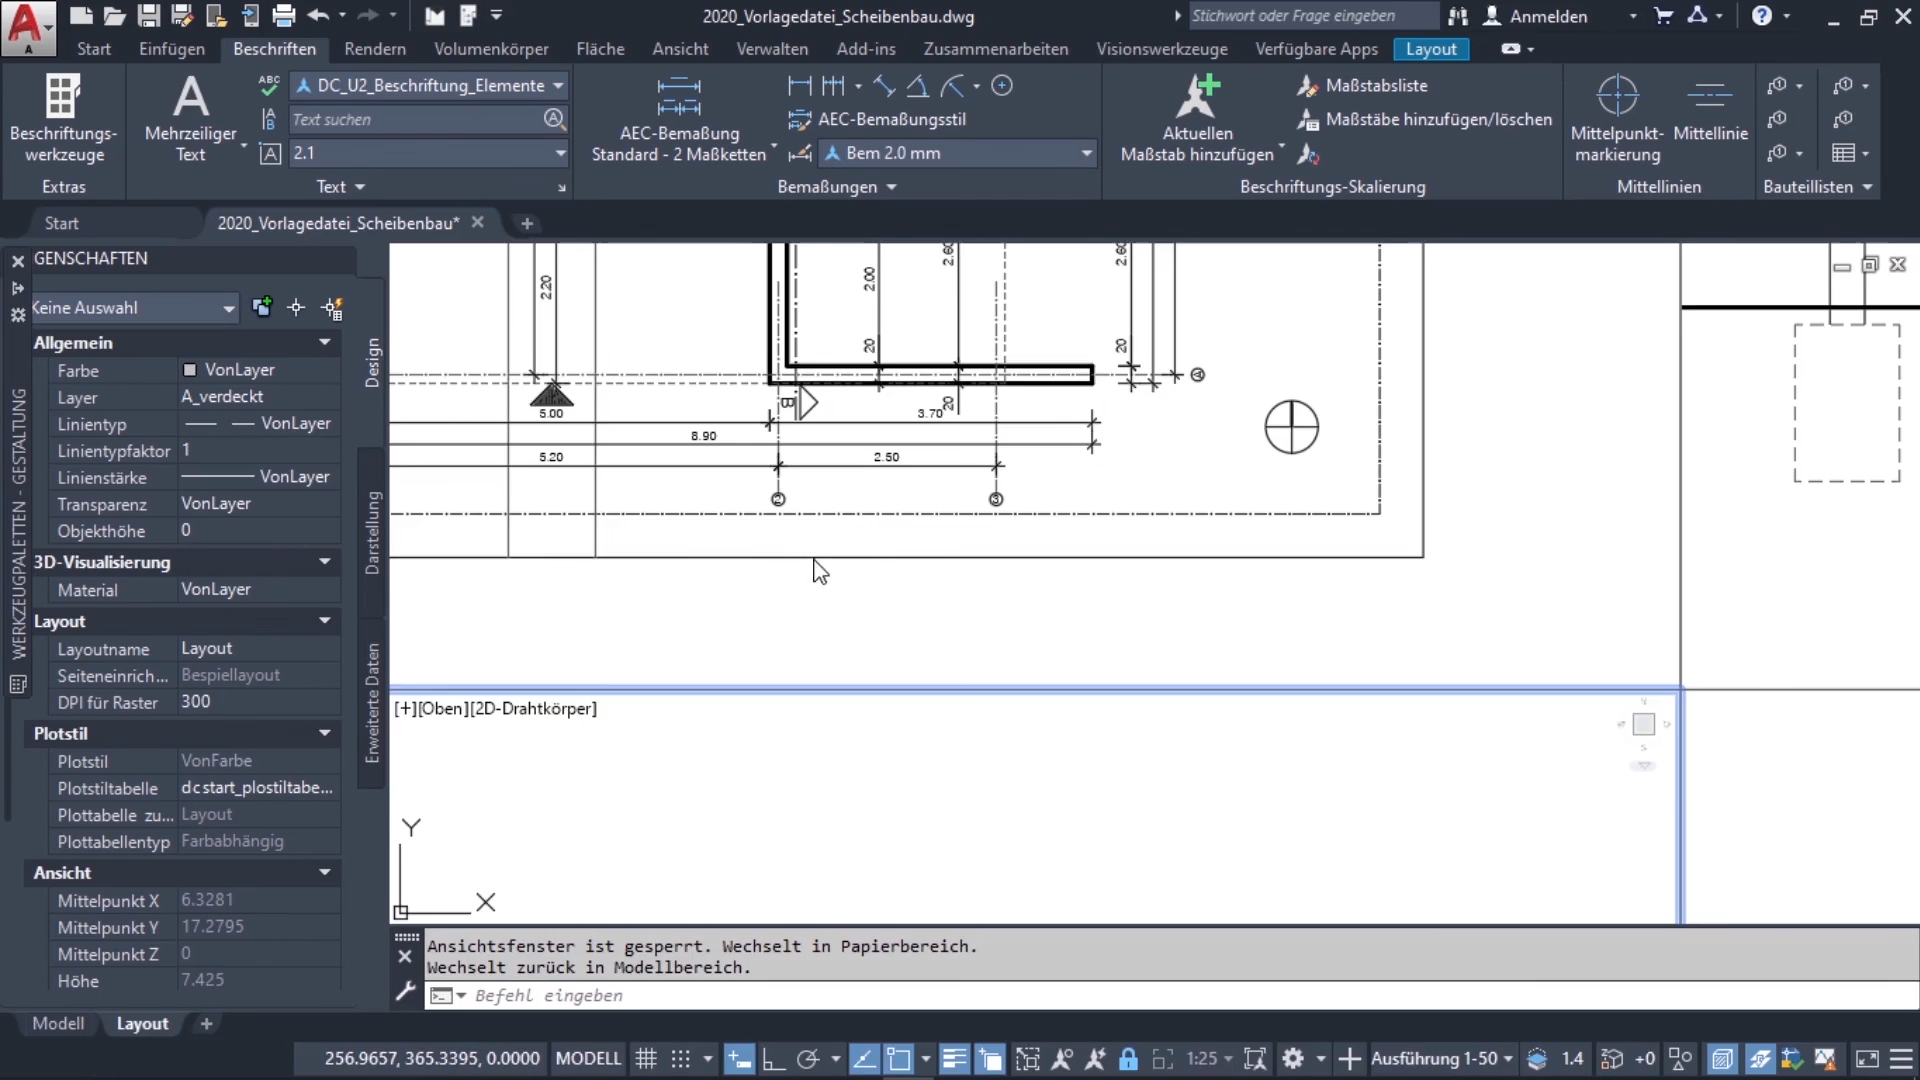 2020_Vorlagedatei_Scheibenbau.dwg
Stichwort oder Frage eingeben
Anmelden
Start Einfügen Beschriften Rendern Volumenkörper Fläche Ansicht Verwalten Add-ins Zusammenarbeiten Visionswerkzeuge Verfügbare Apps Layout
Beschriftungs-
werkzeuge
Mehrzeiliger
Text
ABC
DC_U2_Beschriftung_Elemente
Text suchen
2.1
AEC-Bemaßung
Standard - 2 Maßketten
AEC-Bemaßungsstil
Bem 2.0 mm
Aktuellen
Maßstab hinzufügen
Maßstabsliste
Maßstäbe hinzufügen/löschen
Mittelpunkt-
markierung
Mittellinie
Extras
Text
Bemaßungen
Beschriftungs-Skalierung
Mittellinien
Bauteillisten
Start
2020_Vorlagedatei_Scheibenbau*
GENSCHAFTEN
Keine Auswahl
Allgemein
Farbe VonLayer
Layer A_verdeckt
Linientyp VonLayer
Linientypfaktor 1
Linienstärke VonLayer
Transparenz VonLayer
Objekthöhe 0
3D-Visualisierung
Material VonLayer
Layout
Layoutname Layout
Seiteneinrich... Bespiellayout
DPI für Raster 300
Plotstil
Plotstil VonFarbe
Plotstiltabelle dcstart_plostiltabe...
Plottabelle zu... Layout
Plottabellentyp Farbabhängig
Ansicht
Mittelpunkt X 6.3281
Mittelpunkt Y 17.2795
Mittelpunkt Z 0
Höhe 7.425
WERKZEUGPALETTEN - GESTALTUNG
Design
Darstellung
Erweiterte Daten
2.20
2.00
2.60
2.60
20
20
A
B
5.00
3.70
20
8.90
5.20
2.50
2
3
[+][Oben][2D-Drahtkörper]
Y
X
Ansichtsfenster ist gesperrt. Wechselt in Papierbereich.
Wechselt zurück in Modellbereich.
Befehl eingeben
Modell Layout
256.9657, 365.3395, 0.0000 MODELL 1:25 Ausführung 1-50 1.4 +0